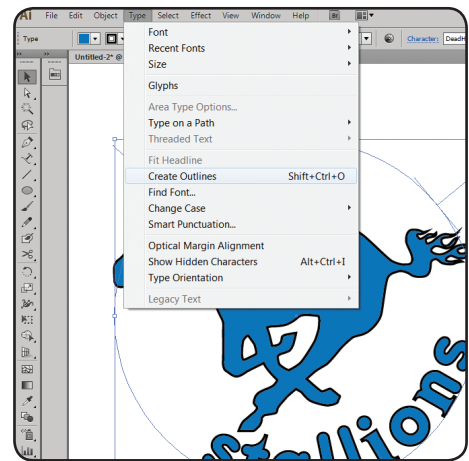 Ai File Edit Object Type Select Effect View Window Help Br
Type Character: DeadH
Untitled-2* @
Font
Recent Fonts
Size
Glyphs
Area Type Options...
Type on a Path
Threaded Text
Fit Headline
Create Outlines Shift+Ctrl+O
Find Font...
Change Case
Smart Punctuation...
Optical Margin Alignment
Show Hidden Characters Alt+Ctrl+I
Type Orientation
Legacy Text
Stallions